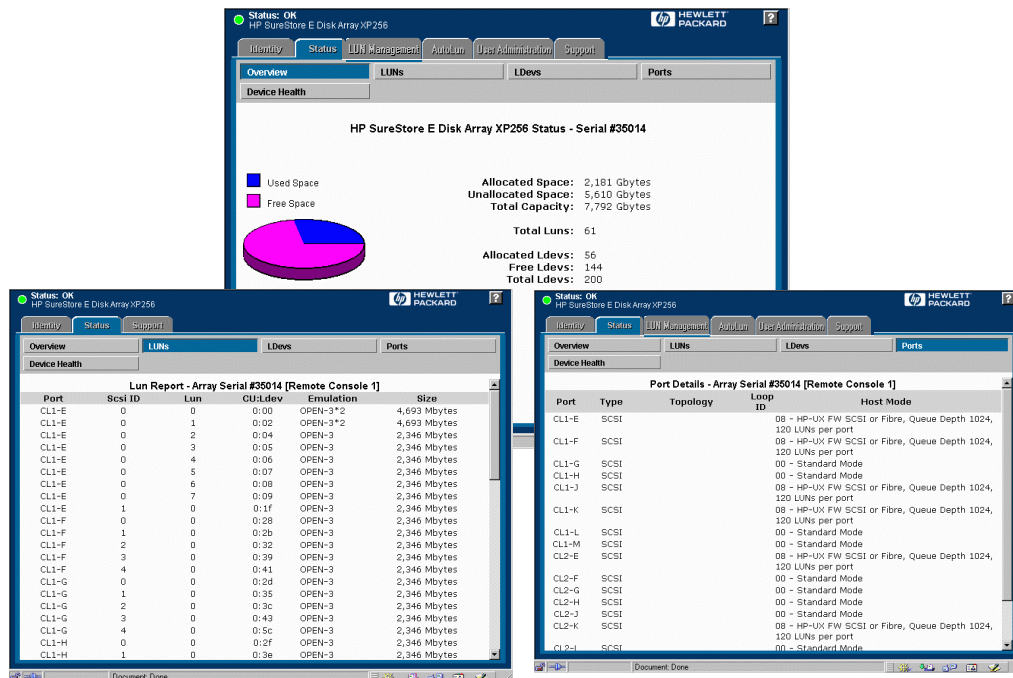 Status: OK
HP SureStore E Disk Array XP256
hp HEWLETT PACKARD
?
Identity Status LUN Management AutoLun User Administration Support
Overview LUNs LDevs Ports
Device Health
HP SureStore E Disk Array XP256 Status - Serial #35014
Used Space
Free Space
Allocated Space: 2,181 Gbytes
Unallocated Space: 5,610 Gbytes
Total Capacity: 7,792 Gbytes
Total Luns: 61
Allocated Ldevs: 56
Free Ldevs: 144
Total Ldevs: 200
Status: OK
HP SureStore E Disk Array XP256
hp HEWLETT PACKARD
?
Identity Status Support
Overview LUNs LDevs Ports
Device Health
Lun Report - Array Serial #35014 [Remote Console 1]
Port Scsi ID Lun CU:Ldev Emulation Size
CL1-E 0 0 0:00 OPEN-3*2 4,693 Mbytes
CL1-E 0 1 0:02 OPEN-3*2 4,693 Mbytes
CL1-E 0 2 0:04 OPEN-3 2,346 Mbytes
CL1-E 0 3 0:05 OPEN-3 2,346 Mbytes
CL1-E 0 4 0:06 OPEN-3 2,346 Mbytes
CL1-E 0 5 0:07 OPEN-3 2,346 Mbytes
CL1-E 0 6 0:08 OPEN-3 2,346 Mbytes
CL1-E 0 7 0:09 OPEN-3 2,346 Mbytes
CL1-E 1 0 0:1f OPEN-3 2,346 Mbytes
CL1-F 0 0 0:28 OPEN-3 2,346 Mbytes
CL1-F 1 0 0:2b OPEN-3 2,346 Mbytes
CL1-F 2 0 0:32 OPEN-3 2,346 Mbytes
CL1-F 3 0 0:39 OPEN-3 2,346 Mbytes
CL1-F 4 0 0:41 OPEN-3 2,346 Mbytes
CL1-G 0 0 0:2d OPEN-3 2,346 Mbytes
CL1-G 1 0 0:35 OPEN-3 2,346 Mbytes
CL1-G 2 0 0:3c OPEN-3 2,346 Mbytes
CL1-G 3 0 0:43 OPEN-3 2,346 Mbytes
CL1-G 4 0 0:5c OPEN-3 2,346 Mbytes
CL1-H 0 0 0:2f OPEN-3 2,346 Mbytes
CL1-H 1 0 0:3e OPEN-3 2,346 Mbytes
Document: Done
Status: OK
HP SureStore E Disk Array XP256
hp HEWLETT PACKARD
?
Identity Status LUN Management AutoLun User Administration Support
Overview LUNs LDevs Ports
Device Health
Port Details - Array Serial #35014 [Remote Console 1]
Port Type Topology Loop ID Host Mode
CL1-E SCSI 08 - HP-UX FW SCSI or Fibre, Queue Depth 1024,
120 LUNs per port
CL1-F SCSI 08 - HP-UX FW SCSI or Fibre, Queue Depth 1024,
120 LUNs per port
CL1-G SCSI 00 - Standard Mode
CL1-H SCSI 00 - Standard Mode
CL1-J SCSI 08 - HP-UX FW SCSI or Fibre, Queue Depth 1024,
120 LUNs per port
CL1-K SCSI 08 - HP-UX FW SCSI or Fibre, Queue Depth 1024,
120 LUNs per port
CL1-L SCSI 00 - Standard Mode
CL1-M SCSI 00 - Standard Mode
CL2-E SCSI 08 - HP-UX FW SCSI or Fibre, Queue Depth 1024,
120 LUNs per port
CL2-F SCSI 00 - Standard Mode
CL2-G SCSI 00 - Standard Mode
CL2-H SCSI 00 - Standard Mode
CL2-J SCSI 00 - Standard Mode
CL2-K SCSI 08 - HP-UX FW SCSI or Fibre, Queue Depth 1024,
120 LUNs per port
CL2-L SCSI 00 - Standard Mode
Document: Done